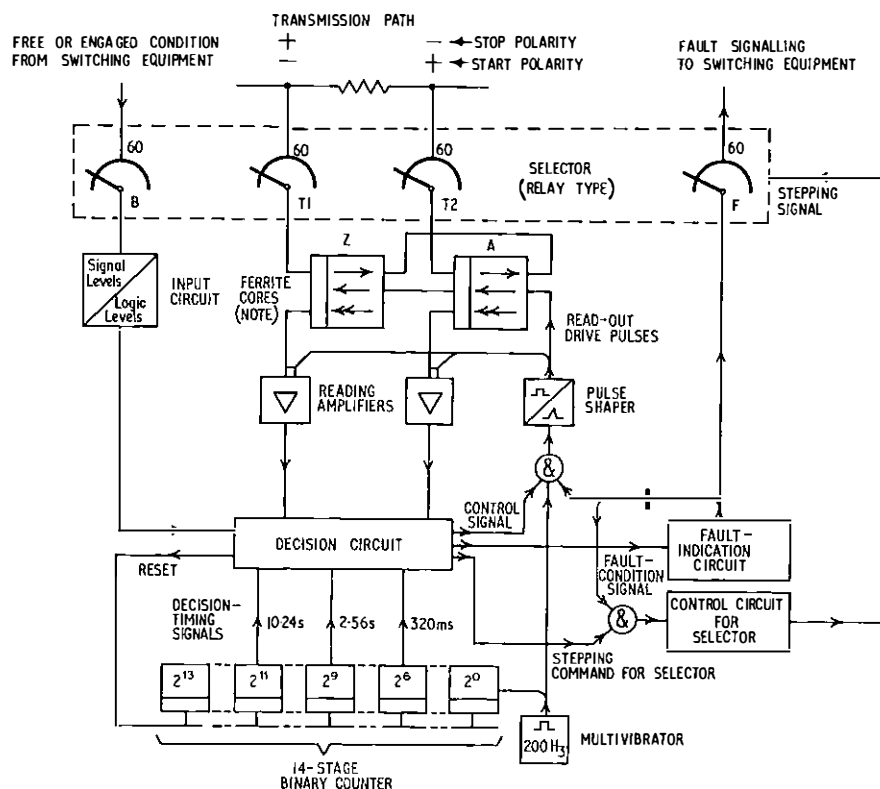 TRANSMISSION PATH
FREE OR ENGAGED CONDITION
FROM SWITCHING EQUIPMENT
+
−
− STOP POLARITY
+ START POLARITY
FAULT SIGNALLING
TO SWITCHING EQUIPMENT
60
60
60
60
SELECTOR
(RELAY TYPE)
B
T1
T2
F
STEPPING
SIGNAL
Z
A
Signal
Levels
Logic
Levels
INPUT
CIRCUIT
FERRITE
CORES
(NOTE)
READ-OUT
DRIVE PULSES
READING
AMPLIFIERS
PULSE
SHAPER
&
CONTROL
SIGNAL
DECISION CIRCUIT
FAULT-
INDICATION
CIRCUIT
RESET
FAULT-
CONDITION
SIGNAL
DECISION-
TIMING
SIGNALS
10·24s
2·56s
320ms
&
CONTROL CIRCUIT
FOR
SELECTOR
STEPPING
COMMAND FOR SELECTOR
2¹³
2¹¹
2⁹
2⁶
2⁰
200 Hz
MULTIVIBRATOR
14-STAGE
BINARY COUNTER